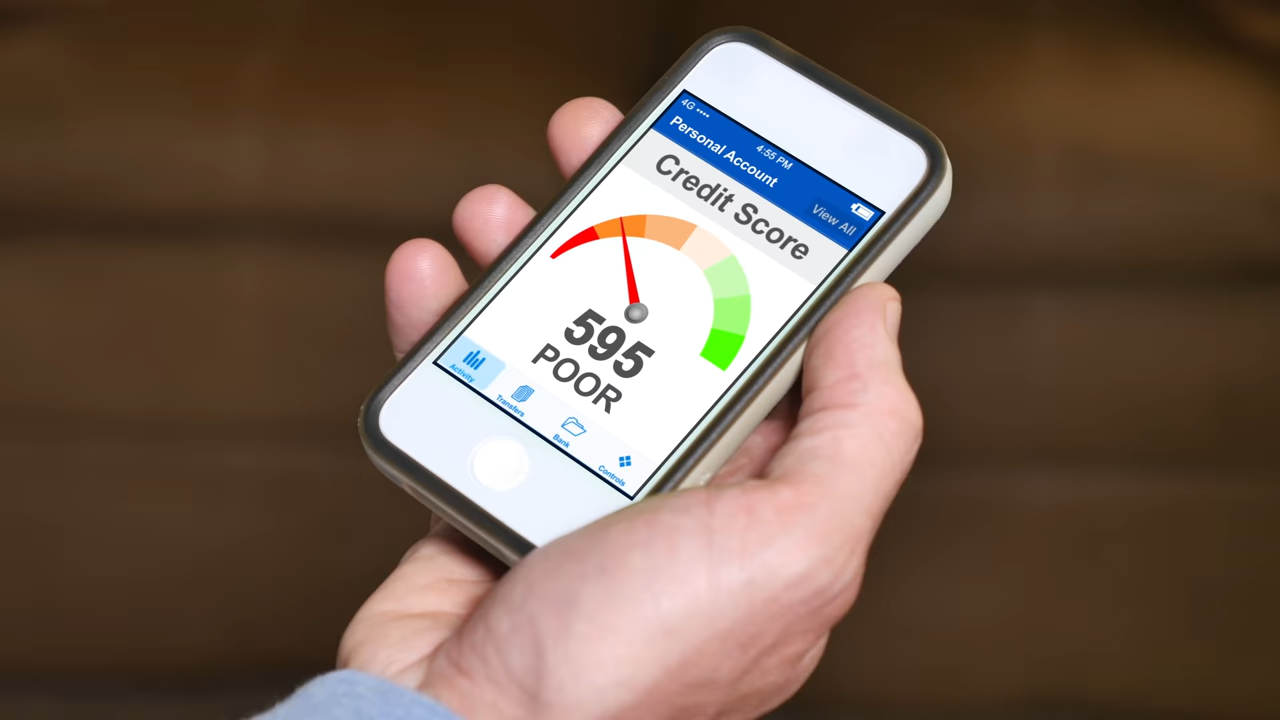 4G
4:55 PM
Personal Account
View All
Credit Score
595
POOR
Activity
Transfers
Bank
Controls